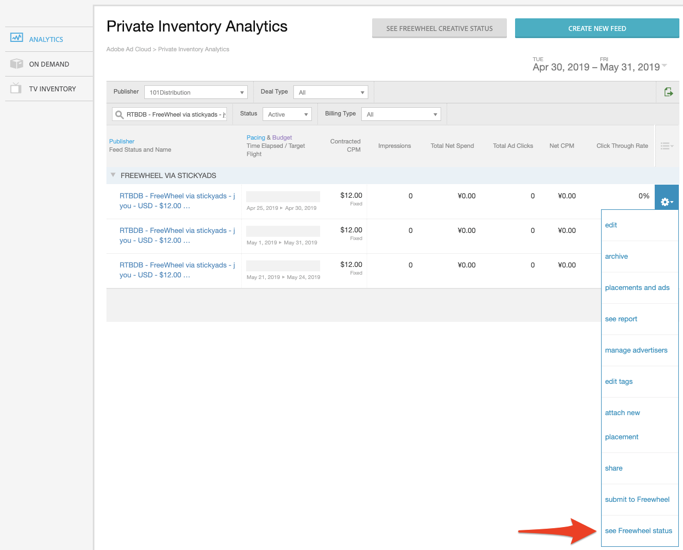 Private Inventory Analytics
SEE FREEWHEEL CREATIVE STATUS
CREATE NEW FEED
ANALYTICS
ON DEMAND
TV INVENTORY
Adobe Ad Cloud > Private Inventory Analytics
TUE
FRI
Apr 30, 2019 – May 31, 2019
Publisher 101Distribution Deal Type All
RTBDB - FreeWheel via stickyads - j Status Active Billing Type All
Publisher
Feed Status and Name
Pacing & Budget
Time Elapsed / Target
Flight
Contracted
CPM
Impressions
Total Net Spend
Total Ad Clicks
Net CPM
Click Through Rate
FREEWHEEL VIA STICKYADS
RTBDB - FreeWheel via stickyads - j
you - USD - $12.00 ...
Apr 25, 2019 Apr 30, 2019
$12.00
Fixed
0 ¥0.00 0 ¥0.00 0%
RTBDB - FreeWheel via stickyads - j
you - USD - $12.00 ...
May 1, 2019 May 31, 2019
$12.00
Fixed
0 ¥0.00 0 ¥0.00
RTBDB - FreeWheel via stickyads - j
you - USD - $12.00 ...
May 21, 2019 May 24, 2019
$12.00
Fixed
0 ¥0.00 0 ¥0.00
edit
archive
placements and ads
see report
manage advertisers
edit tags
attach new
placement
share
submit to Freewheel
see Freewheel status